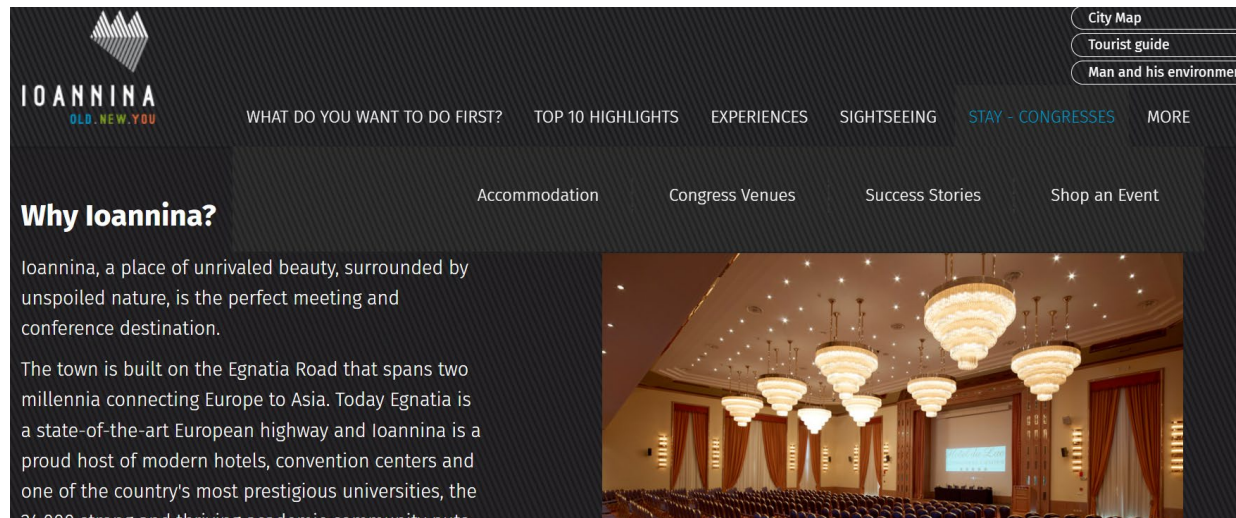 City Map
Tourist guide
Man and his environme
IOANNINA
OLD.NEW.YOU
WHAT DO YOU WANT TO DO FIRST? TOP 10 HIGHLIGHTS EXPERIENCES SIGHTSEEING STAY - CONGRESSES MORE
Accommodation Congress Venues Success Stories Shop an Event
Why Ioannina?
Ioannina, a place of unrivaled beauty, surrounded by
unspoiled nature, is the perfect meeting and
conference destination.
The town is built on the Egnatia Road that spans two
millennia connecting Europe to Asia. Today Egnatia is
a state-of-the-art European highway and Ioannina is a
proud host of modern hotels, convention centers and
one of the country's most prestigious universities, the